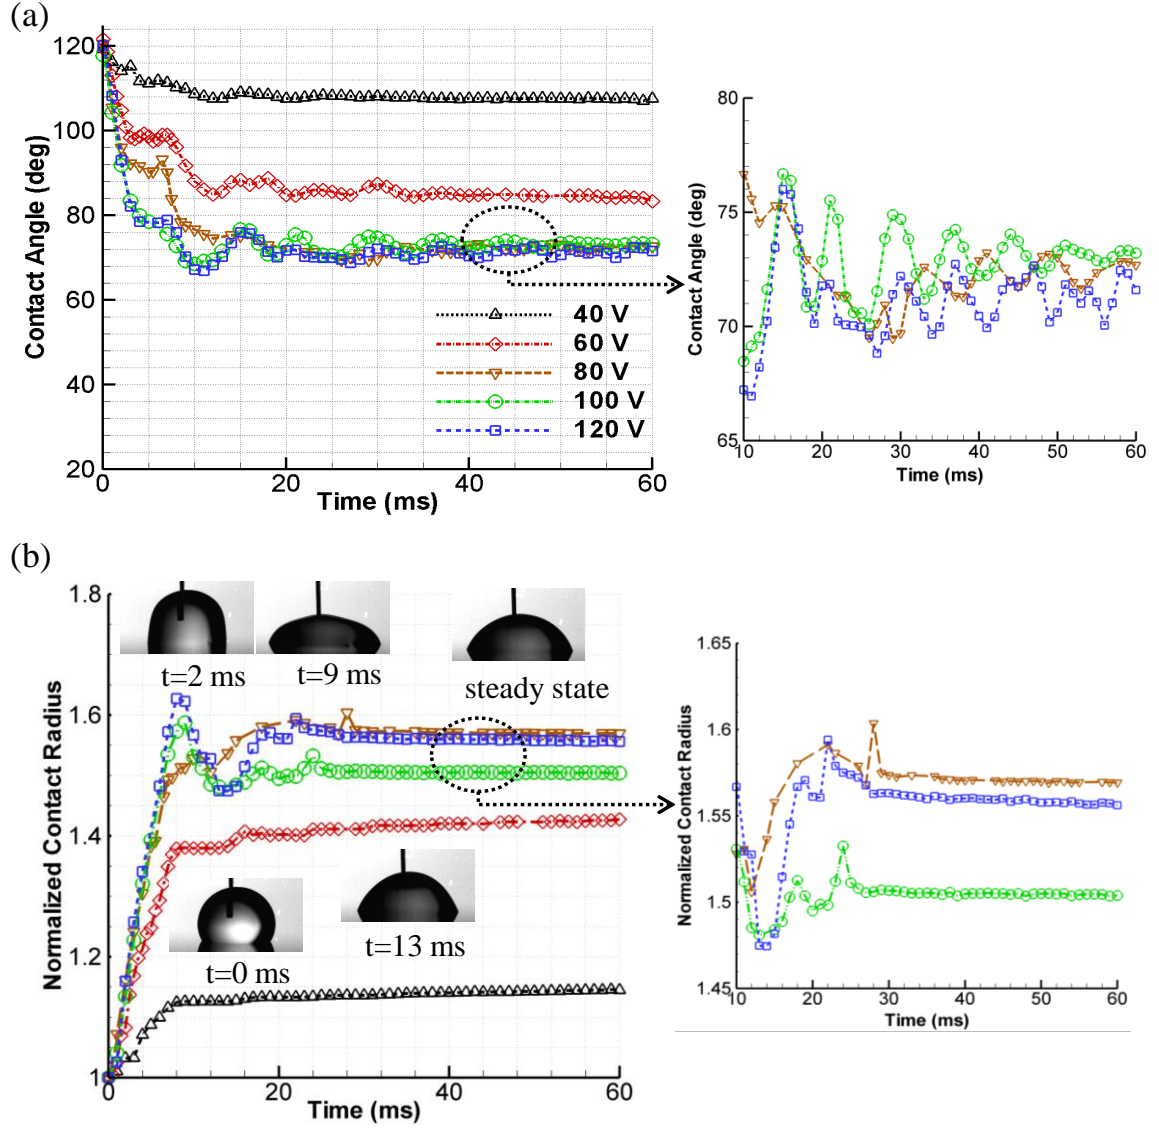 (a)
120
100
80
60
40
20
0
20
40
60
Contact Angle (deg)
Time (ms)
40 V
60 V
80 V
100 V
120 V
80
75
70
65
10
20
30
40
50
60
Contact Angle (deg)
Time (ms)
(b)
1.8
1.6
1.4
1.2
1
0
20
40
60
Normalized Contact Radius
Time (ms)
t=2 ms
t=9 ms
steady state
t=0 ms
t=13 ms
1.65
1.6
1.55
1.5
1.45
10
20
30
40
50
60
Normalized Contact Radius
Time (ms)